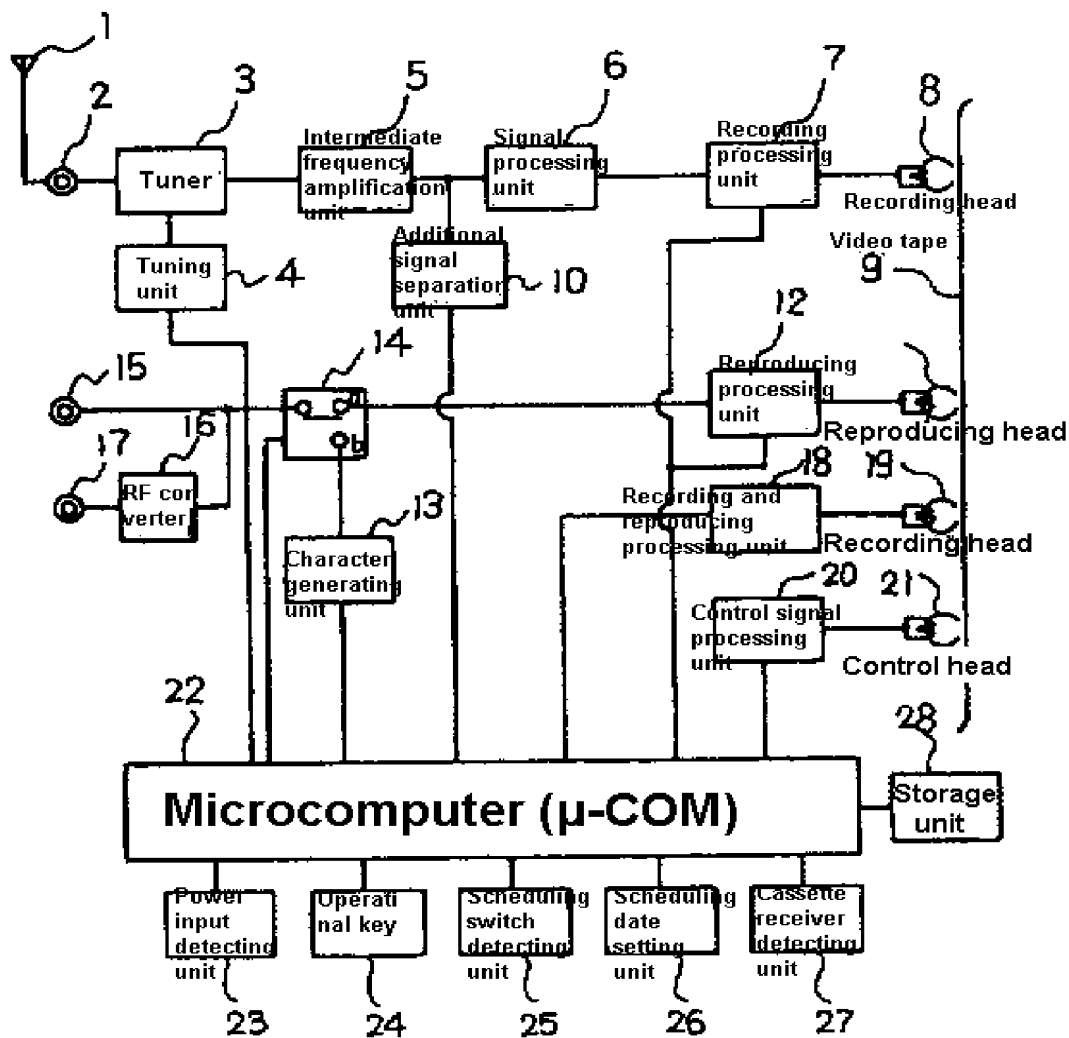 1
2
3
4
5
6
7
8
Tuner
Intermediate
frequency
amplification
unit
Signal
processing
unit
Recording
processing
unit
Recording head
Tuning
unit
Additional
signal
separation
unit
10
Video tape
9
12
14
15
a
b
Reproducing
processing
unit
Reproducing head
16
17
RF con
verter
13
18
19
Recording and
reproducing
processing unit
Recording head
Character
generating
unit
20
21
Control signal
processing
unit
Control head
22
28
Microcomputer (μ-COM)
Storage
unit
Power
input
detecting
unit
Operati
nal key
Scheduling
switch
detecting
unit
Scheduling
date
setting
unit
Cassette
receiver
detecting
unit
23
24
25
26
27